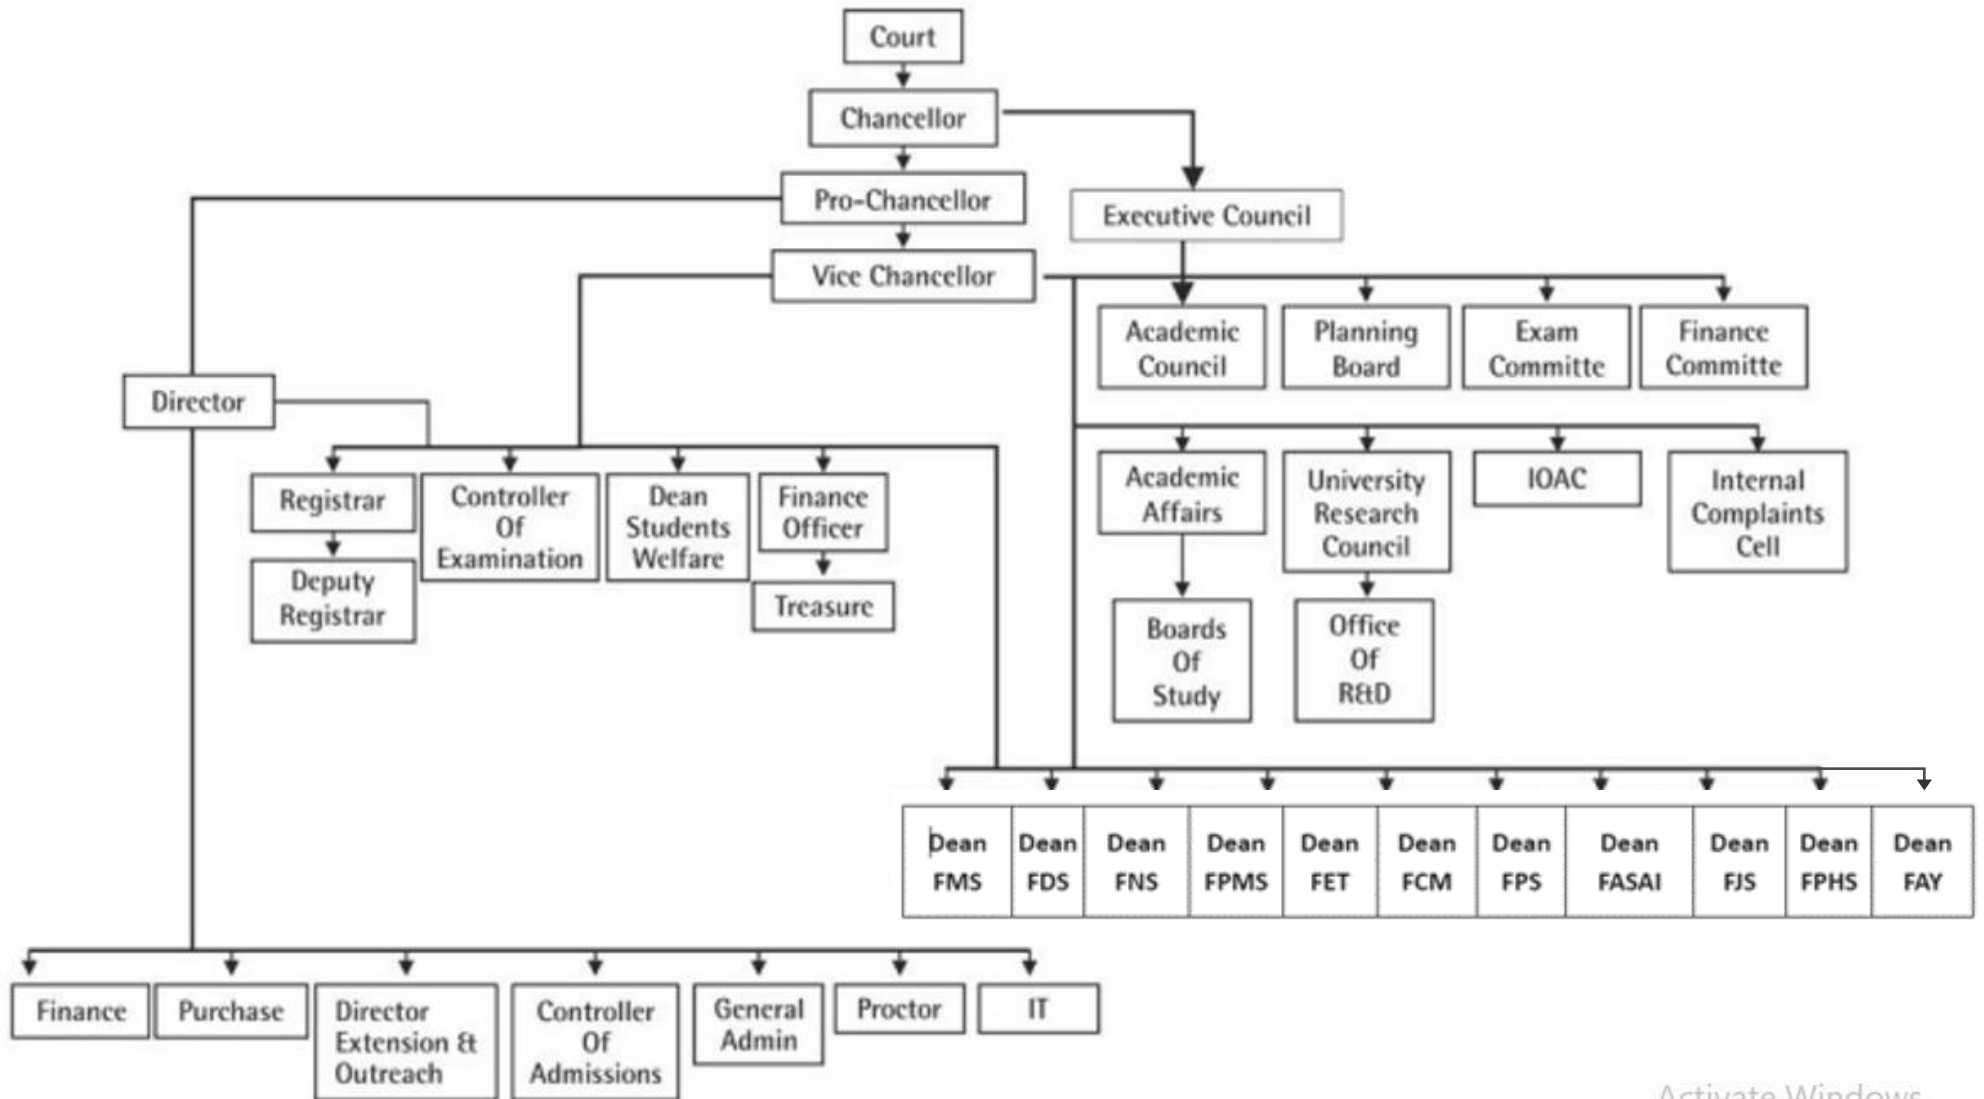 Court
Chancellor
Pro-Chancellor
Executive Council
Vice Chancellor
Academic
Council
Planning
Board
Exam
Committe
Finance
Committe
Director
Registrar
Controller
Of
Examination
Dean
Students
Welfare
Finance
Officer
Academic
Affairs
University
Research
Council
IOAC
Internal
Complaints
Cell
Deputy
Registrar
Treasure
Boards
Of
Study
Office
Of
R&D
Dean
FMS
Dean
FDS
Dean
FNS
Dean
FPMS
Dean
FET
Dean
FCM
Dean
FPS
Dean
FASAI
Dean
FJS
Dean
FPHS
Dean
FAY
Finance
Purchase
Director
Extension &
Outreach
Controller
Of
Admissions
General
Admin
Proctor
IT
Activate Windows